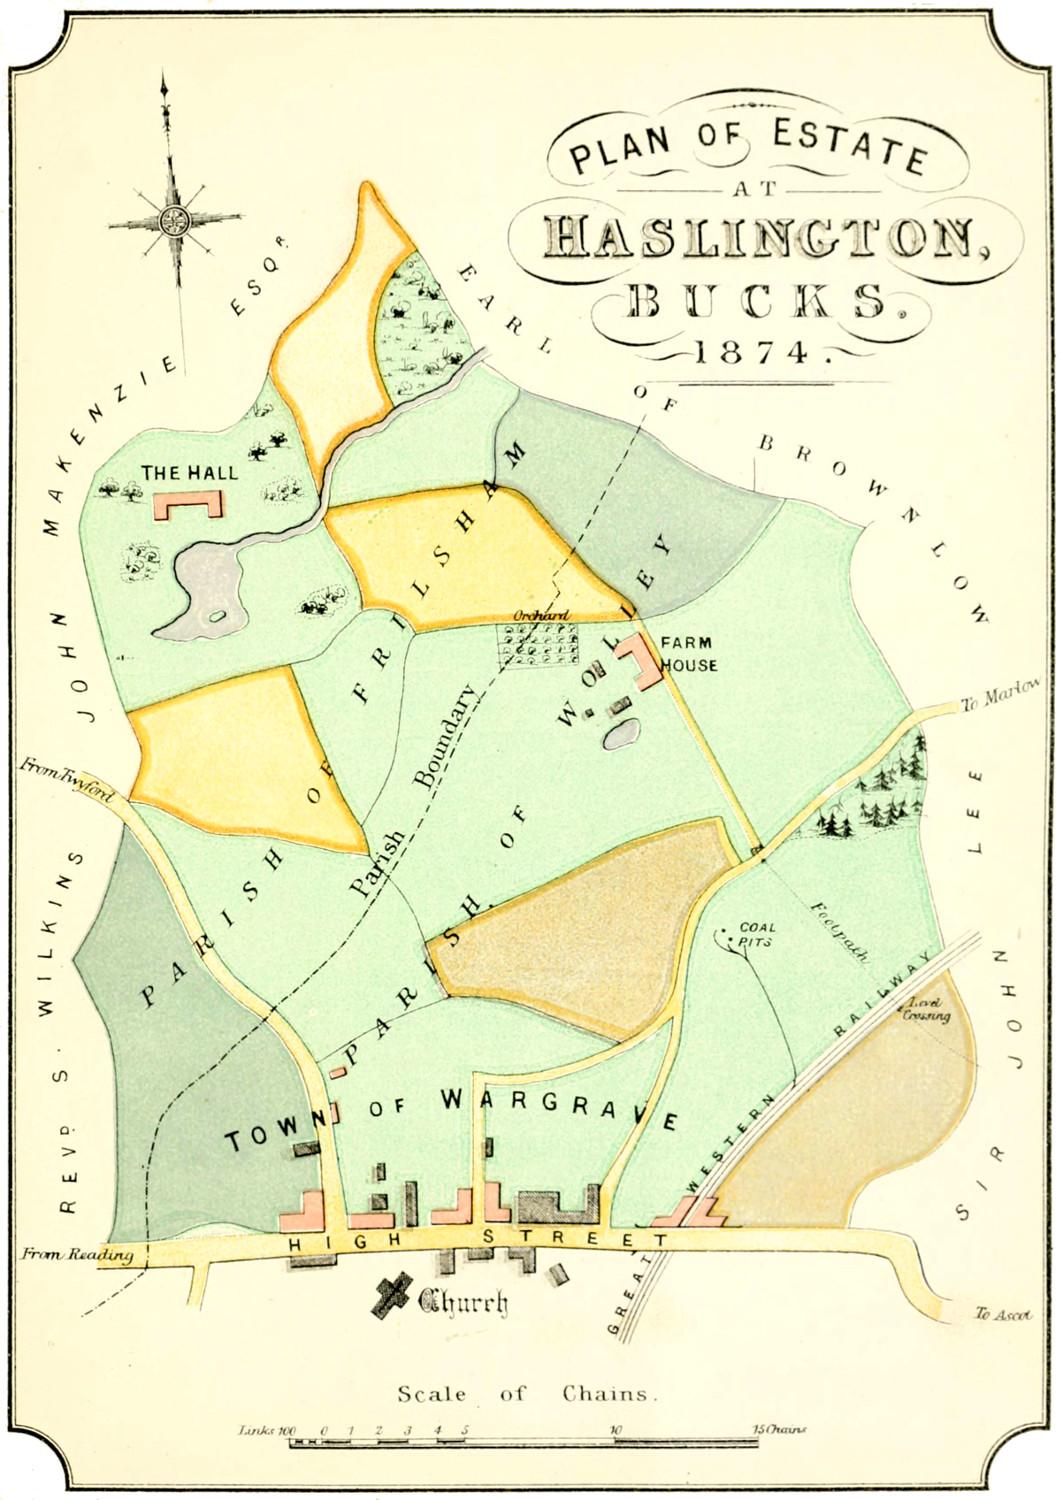 PLAN OF ESTATE
AT
HASLINGTON,
BUCKS.
1874.
JOHN MAKENZIE ESQR.
EARL OF BROWNLOW
THE HALL
PARISH OF FRILSHAM
Orchard
FARM
HOUSE
PARISH OF WOLLEY
Parish Boundary
To Marlow
From Twyford
SIR JOHN LEE
REVD. S. WILKINS
COAL
PITS
Footpath
Level
Crossing
GREAT WESTERN RAILWAY
TOWN OF WARGRAVE
HIGH STREET
From Reading
Church
To Ascot
Scale of Chains.
Links 100 0 1 2 3 4 5 10 15 Chains